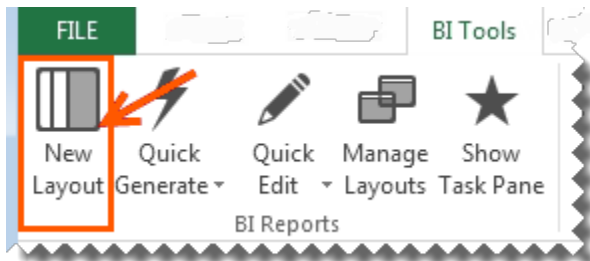 FILE BI Tools
New Quick Quick Manage Show
Layout Generate Edit Layouts Task Pane
BI Reports